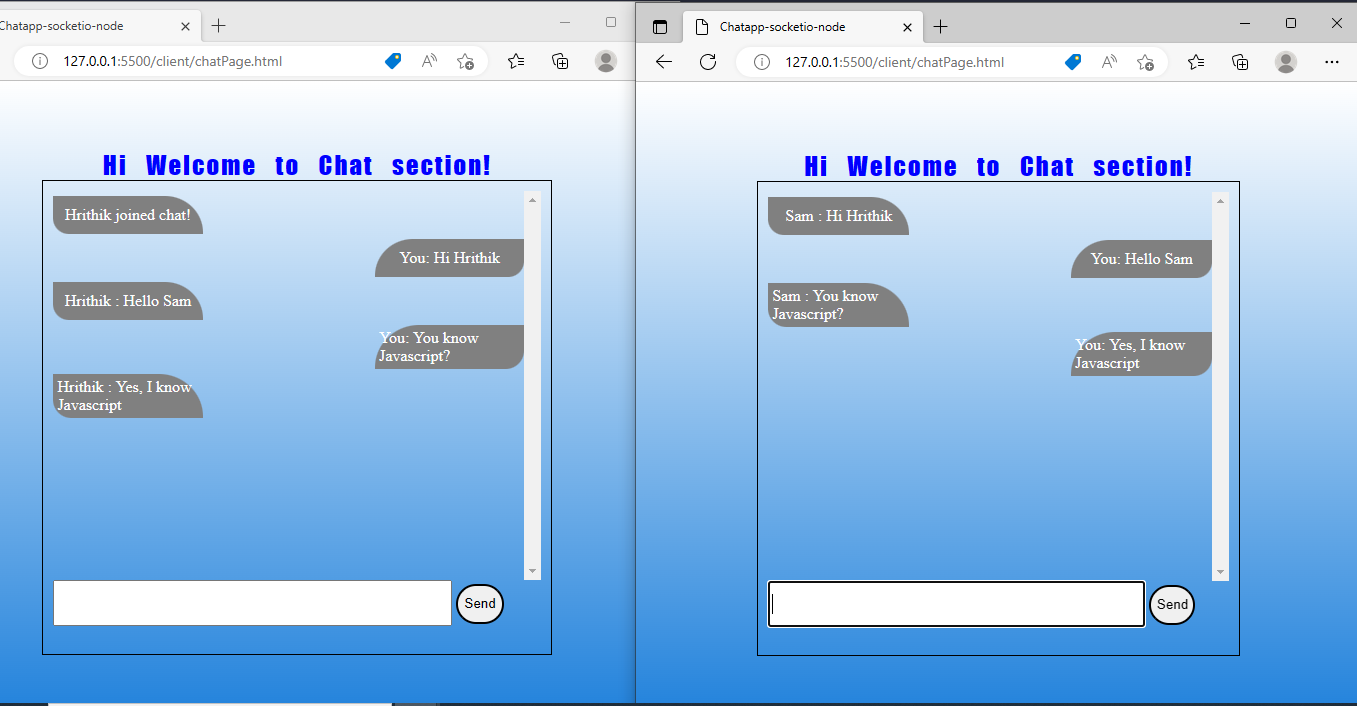 Chatapp-socketio-node
127.0.0.1:5500/client/chatPage.html
Hi Welcome to Chat section!
Hrithik joined chat!
You: Hi Hrithik
Hrithik : Hello Sam
You: You know
Javascript?
Hrithik : Yes, I know
Javascript
Send
Chatapp-socketio-node
127.0.0.1:5500/client/chatPage.html
Hi Welcome to Chat section!
Sam : Hi Hrithik
You: Hello Sam
Sam : You know
Javascript?
You: Yes, I know
Javascript
Send